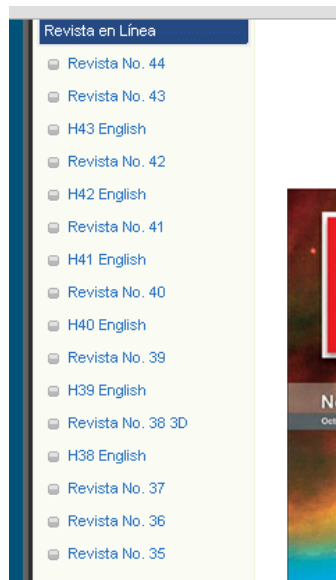 Revista en Línea
Revista No. 44
Revista No. 43
H43 English
Revista No. 42
H42 English
Revista No. 41
H41 English
Revista No. 40
H40 English
Revista No. 39
H39 English
Revista No. 38 3D
H38 English
Revista No. 37
Revista No. 36
Revista No. 35